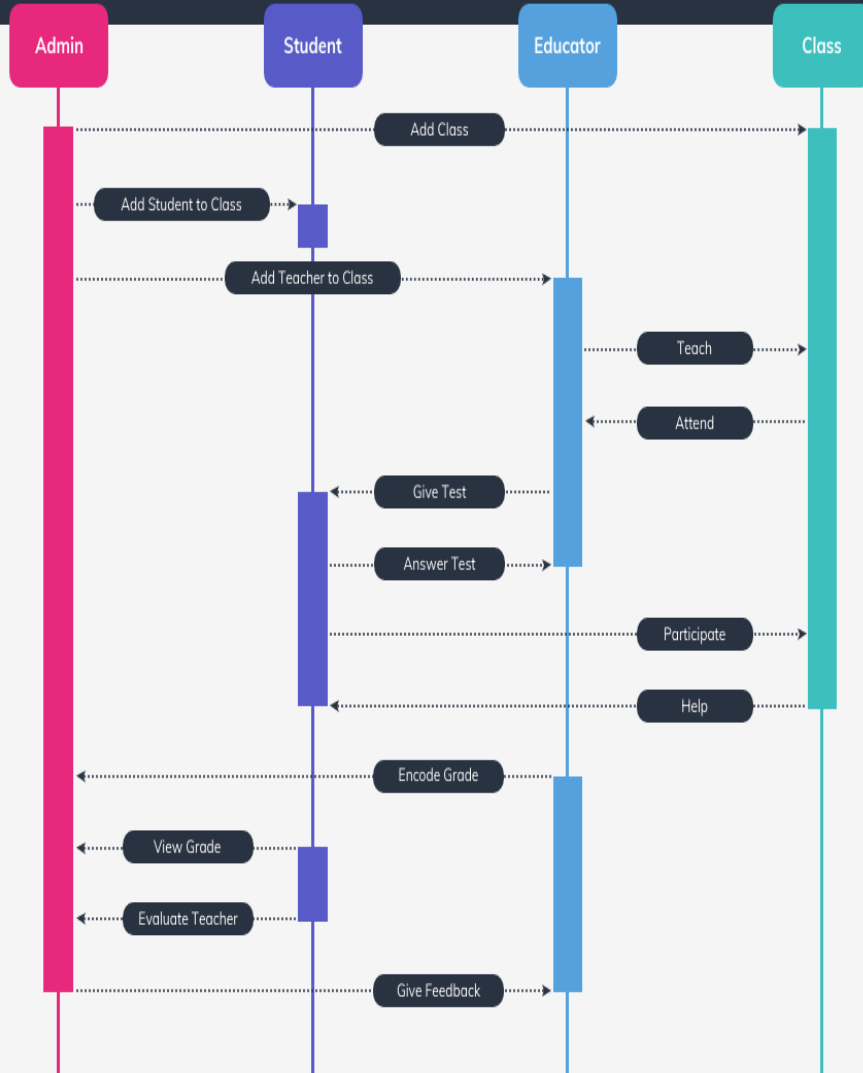 Admin
Student
Educator
Class
Add Class
Add Student to Class
Add Teacher to Class
Teach
Attend
Give Test
Answer Test
Participate
Help
Encode Grade
View Grade
Evaluate Teacher
Give Feedback